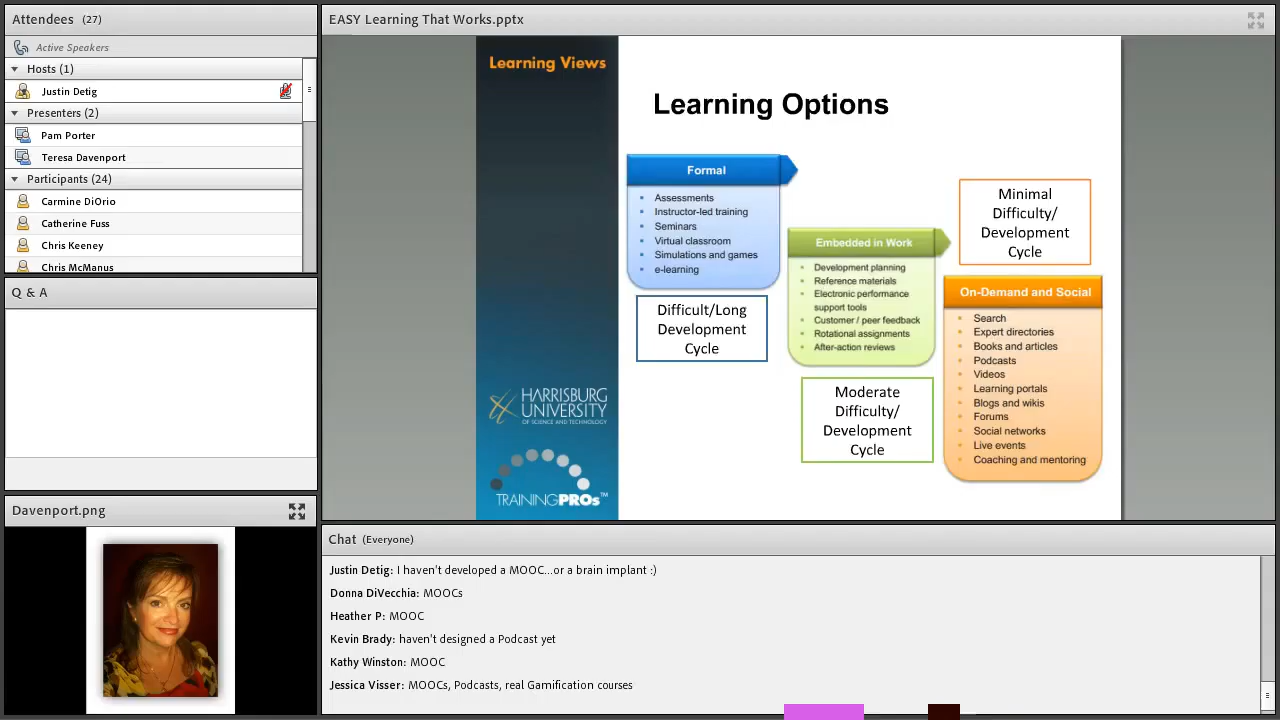 Attendees (27)
Active Speakers
Hosts (1)
Justin Detig
Presenters (2)
Pam Porter
Teresa Davenport
Participants (24)
Carmine DiOrio
Catherine Fuss
Chris Keeney
Chris McManus
Q & A
Davenport.png
EASY Learning That Works.pptx
Learning Views
HARRISBURG
UNIVERSITY
OF SCIENCE AND TECHNOLOGY
TRAININGPROs™
Learning Options
Formal
Assessments
Instructor-led training
Seminars
Virtual classroom
Simulations and games
e-learning
Difficult/Long
Development
Cycle
Embedded in Work
Development planning
Reference materials
Electronic performance
support tools
Customer / peer feedback
Rotational assignments
After-action reviews
Moderate
Difficulty/
Development
Cycle
Minimal
Difficulty/
Development
Cycle
On-Demand and Social
Search
Expert directories
Books and articles
Podcasts
Videos
Learning portals
Blogs and wikis
Forums
Social networks
Live events
Coaching and mentoring
Chat (Everyone)
Justin Detig: I haven't developed a MOOC...or a brain implant :)
Donna DiVecchia: MOOCs
Heather P: MOOC
Kevin Brady: haven't designed a Podcast yet
Kathy Winston: MOOC
Jessica Visser: MOOCs, Podcasts, real Gamification courses